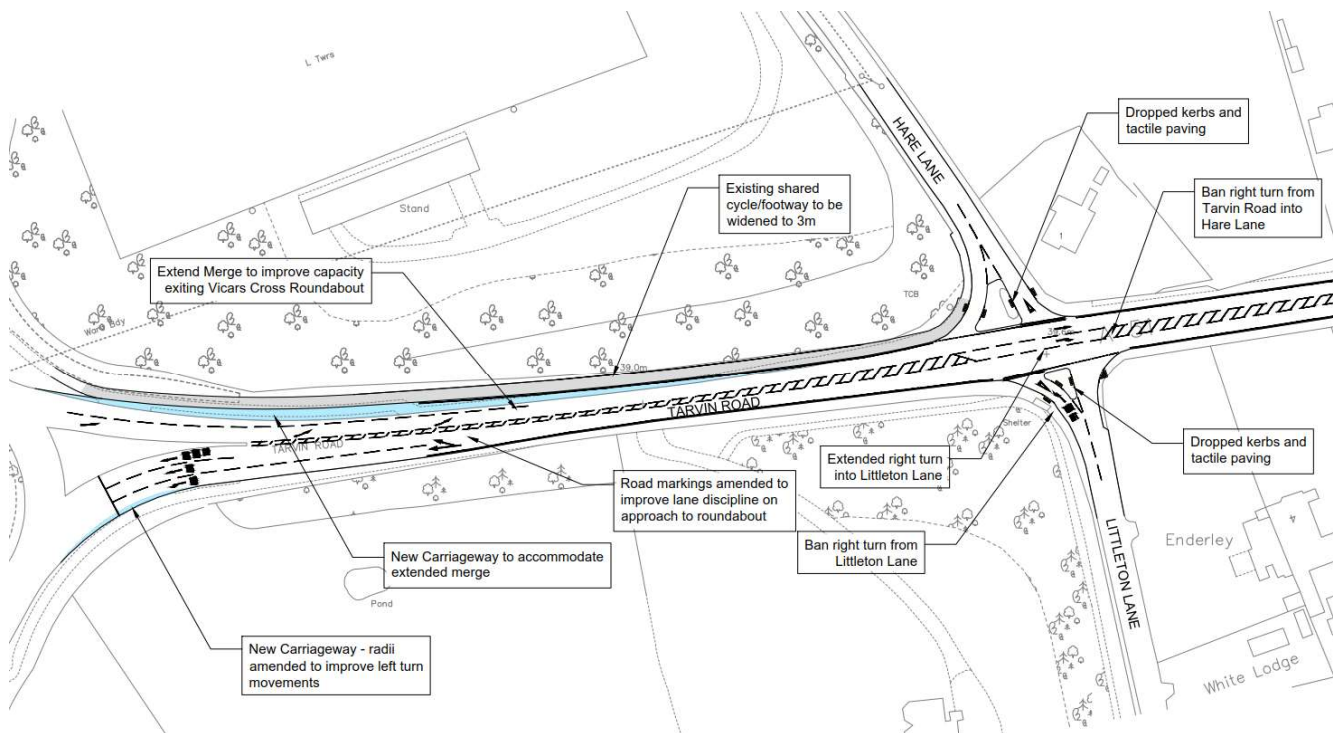 L Twrs
HARE LANE
Dropped kerbs and
tactile paving
Existing shared
cycle/footway to be
widened to 3m
Ban right turn from
Tarvin Road into
Hare Lane
Stand
1
Extend Merge to improve capacity
exiting Vicars Cross Roundabout
TCB
Ward Bdy
39.0m
TARVIN ROAD
TARVIN ROAD
Shelter
Extended right turn
into Littleton Lane
Dropped kerbs and
tactile paving
Road markings amended to
improve lane discipline on
approach to roundabout
Ban right turn from
Littleton Lane
LITTLETON LANE
Enderley
4
New Carriageway to accommodate
extended merge
Pond
New Carriageway - radii
amended to improve left turn
movements
White Lodge